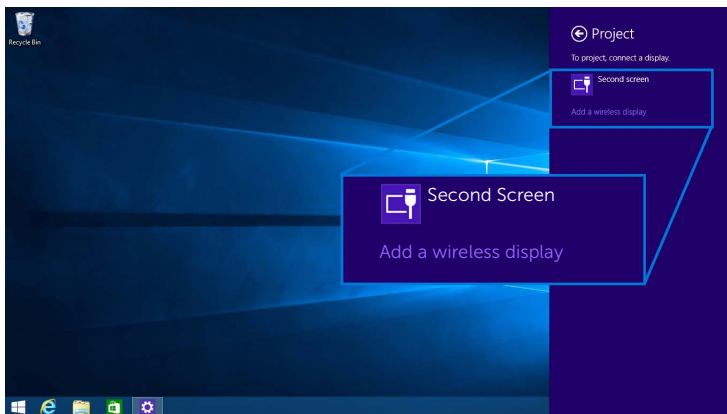 Recycle Bin
Project
To project, connect a display.
Second screen
Add a wireless display
Second Screen
Add a wireless display